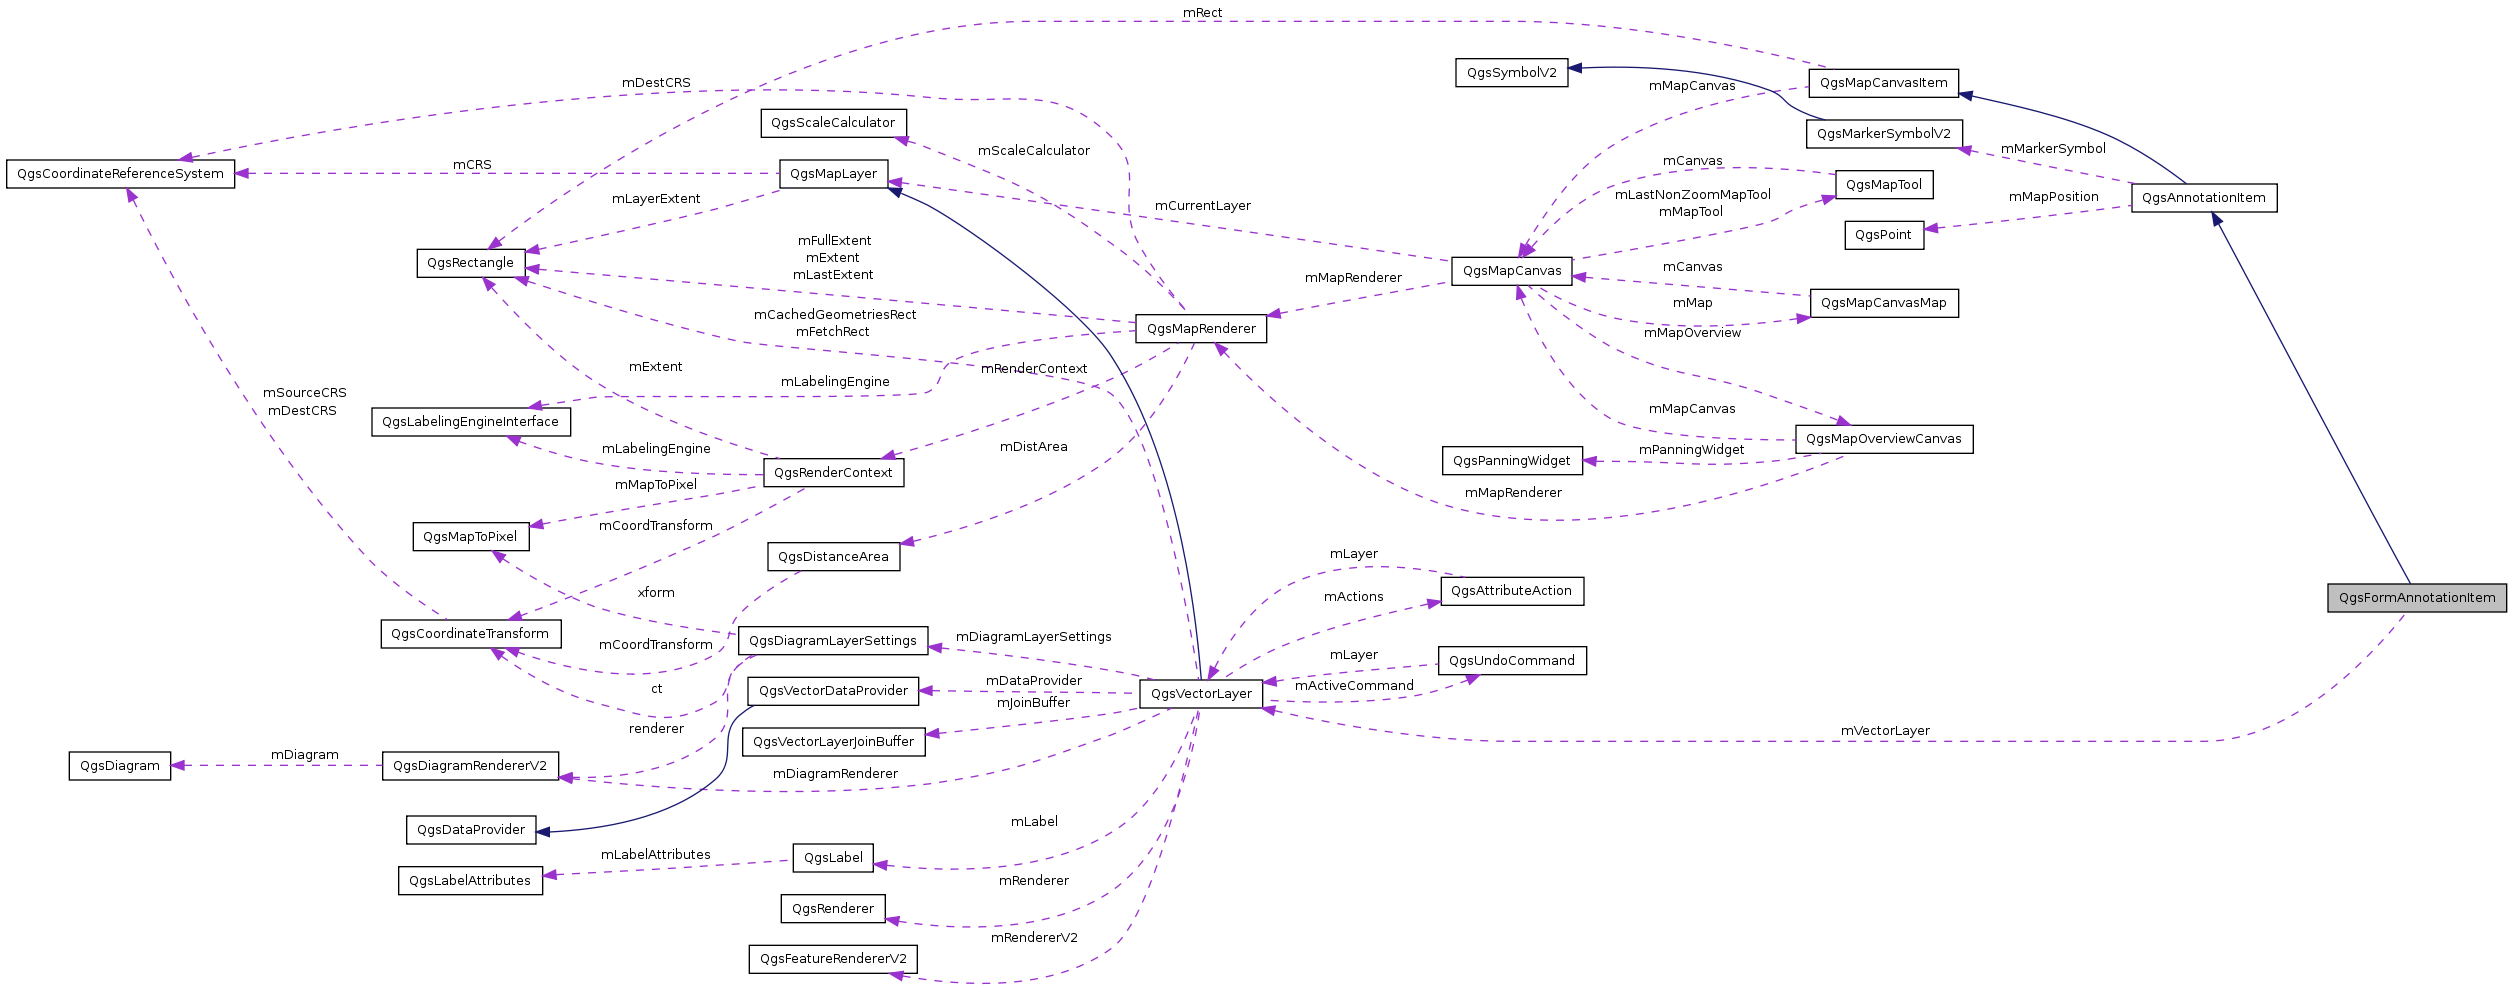 mRect
mDestCRS
QgsSymbolV2
mMapCanvas
QgsMapCanvasItem
QgsScaleCalculator
QgsMarkerSymbolV2
mScaleCalculator
mMarkerSymbol
mCRS
QgsCoordinateReferenceSystem
QgsMapLayer
mCanvas
QgsMapTool
mLayerExtent
mCurrentLayer
mLastNonZoomMapTool
mMapTool
mMapPosition
QgsAnnotationItem
QgsPoint
mFullExtent
mExtent
mLastExtent
QgsRectangle
QgsMapCanvas
mCanvas
mMapRenderer
mMap
QgsMapCanvasMap
mCachedGeometriesRect
mFetchRect
QgsMapRenderer
mMapOverview
mExtent
mRenderContext
mLabelingEngine
mSourceCRS
mDestCRS
mMapCanvas
QgsLabelingEngineInterface
QgsMapOverviewCanvas
mLabelingEngine
mDistArea
mPanningWidget
QgsPanningWidget
QgsRenderContext
mMapToPixel
mMapRenderer
mCoordTransform
QgsMapToPixel
QgsDistanceArea
mLayer
xform
mActions
QgsAttributeAction
QgsFormAnnotationItem
QgsCoordinateTransform
mCoordTransform
QgsDiagramLayerSettings
mDiagramLayerSettings
mLayer
QgsUndoCommand
ct
QgsVectorDataProvider
mDataProvider
mJoinBuffer
QgsVectorLayer
mActiveCommand
renderer
QgsVectorLayerJoinBuffer
mVectorLayer
QgsDiagram
mDiagram
QgsDiagramRendererV2
mDiagramRenderer
QgsDataProvider
mLabel
mLabelAttributes
QgsLabel
QgsLabelAttributes
mRenderer
QgsRenderer
mRendererV2
QgsFeatureRendererV2